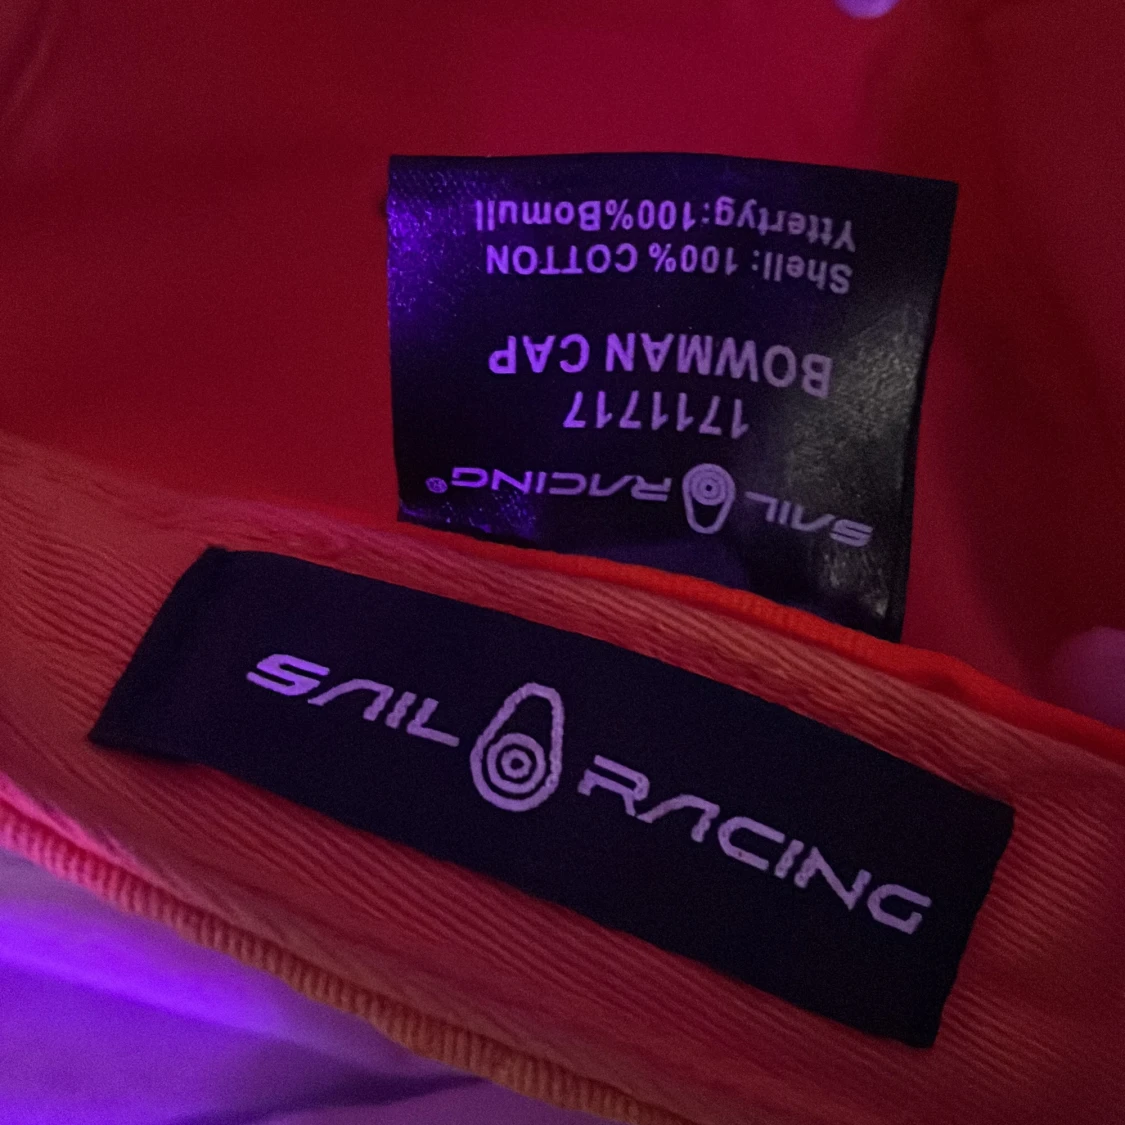 SAIL RACING®
1711717
BOWMAN CAP
Shell: 100% COTTON
Yttertyg:100%Bomull
SAIL RACING